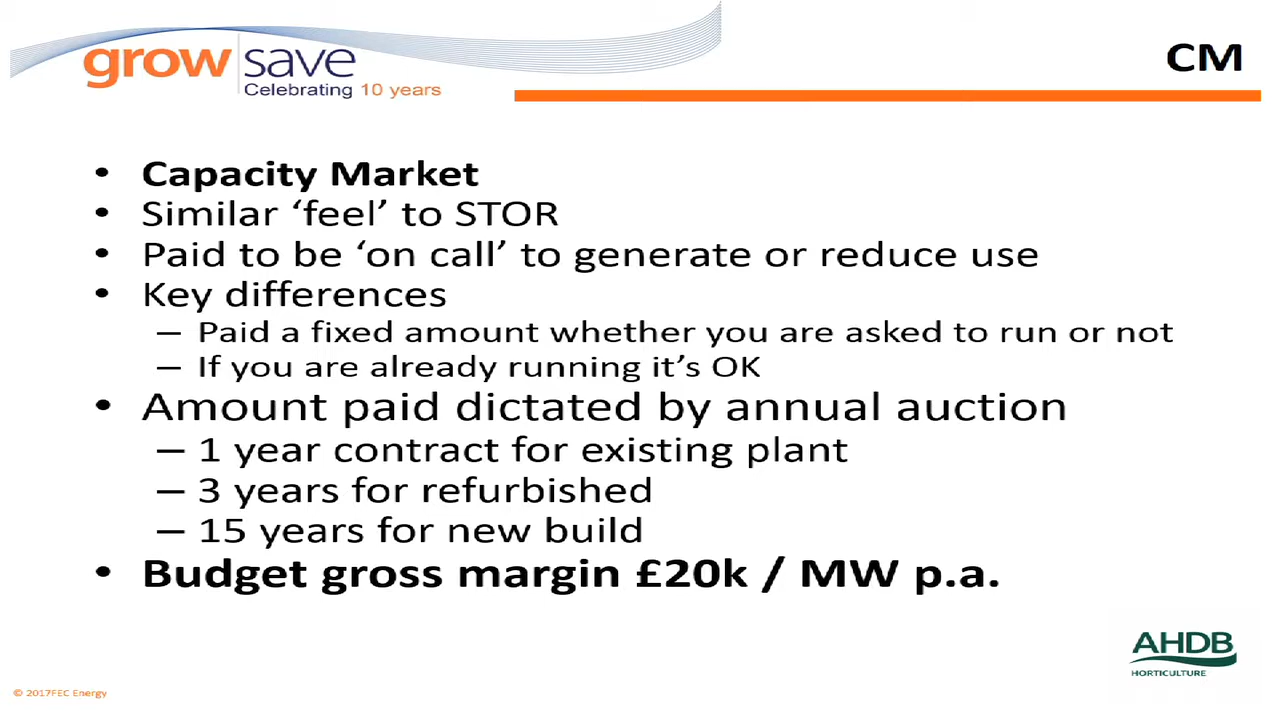 grow save
Celebrating 10 years
CM
• Capacity Market
• Similar ‘feel’ to STOR
• Paid to be ‘on call’ to generate or reduce use
• Key differences
– Paid a fixed amount whether you are asked to run or not
– If you are already running it’s OK
• Amount paid dictated by annual auction
– 1 year contract for existing plant
– 3 years for refurbished
– 15 years for new build
• Budget gross margin £20k / MW p.a.
AHDB
HORTICULTURE
© 2017FEC Energy